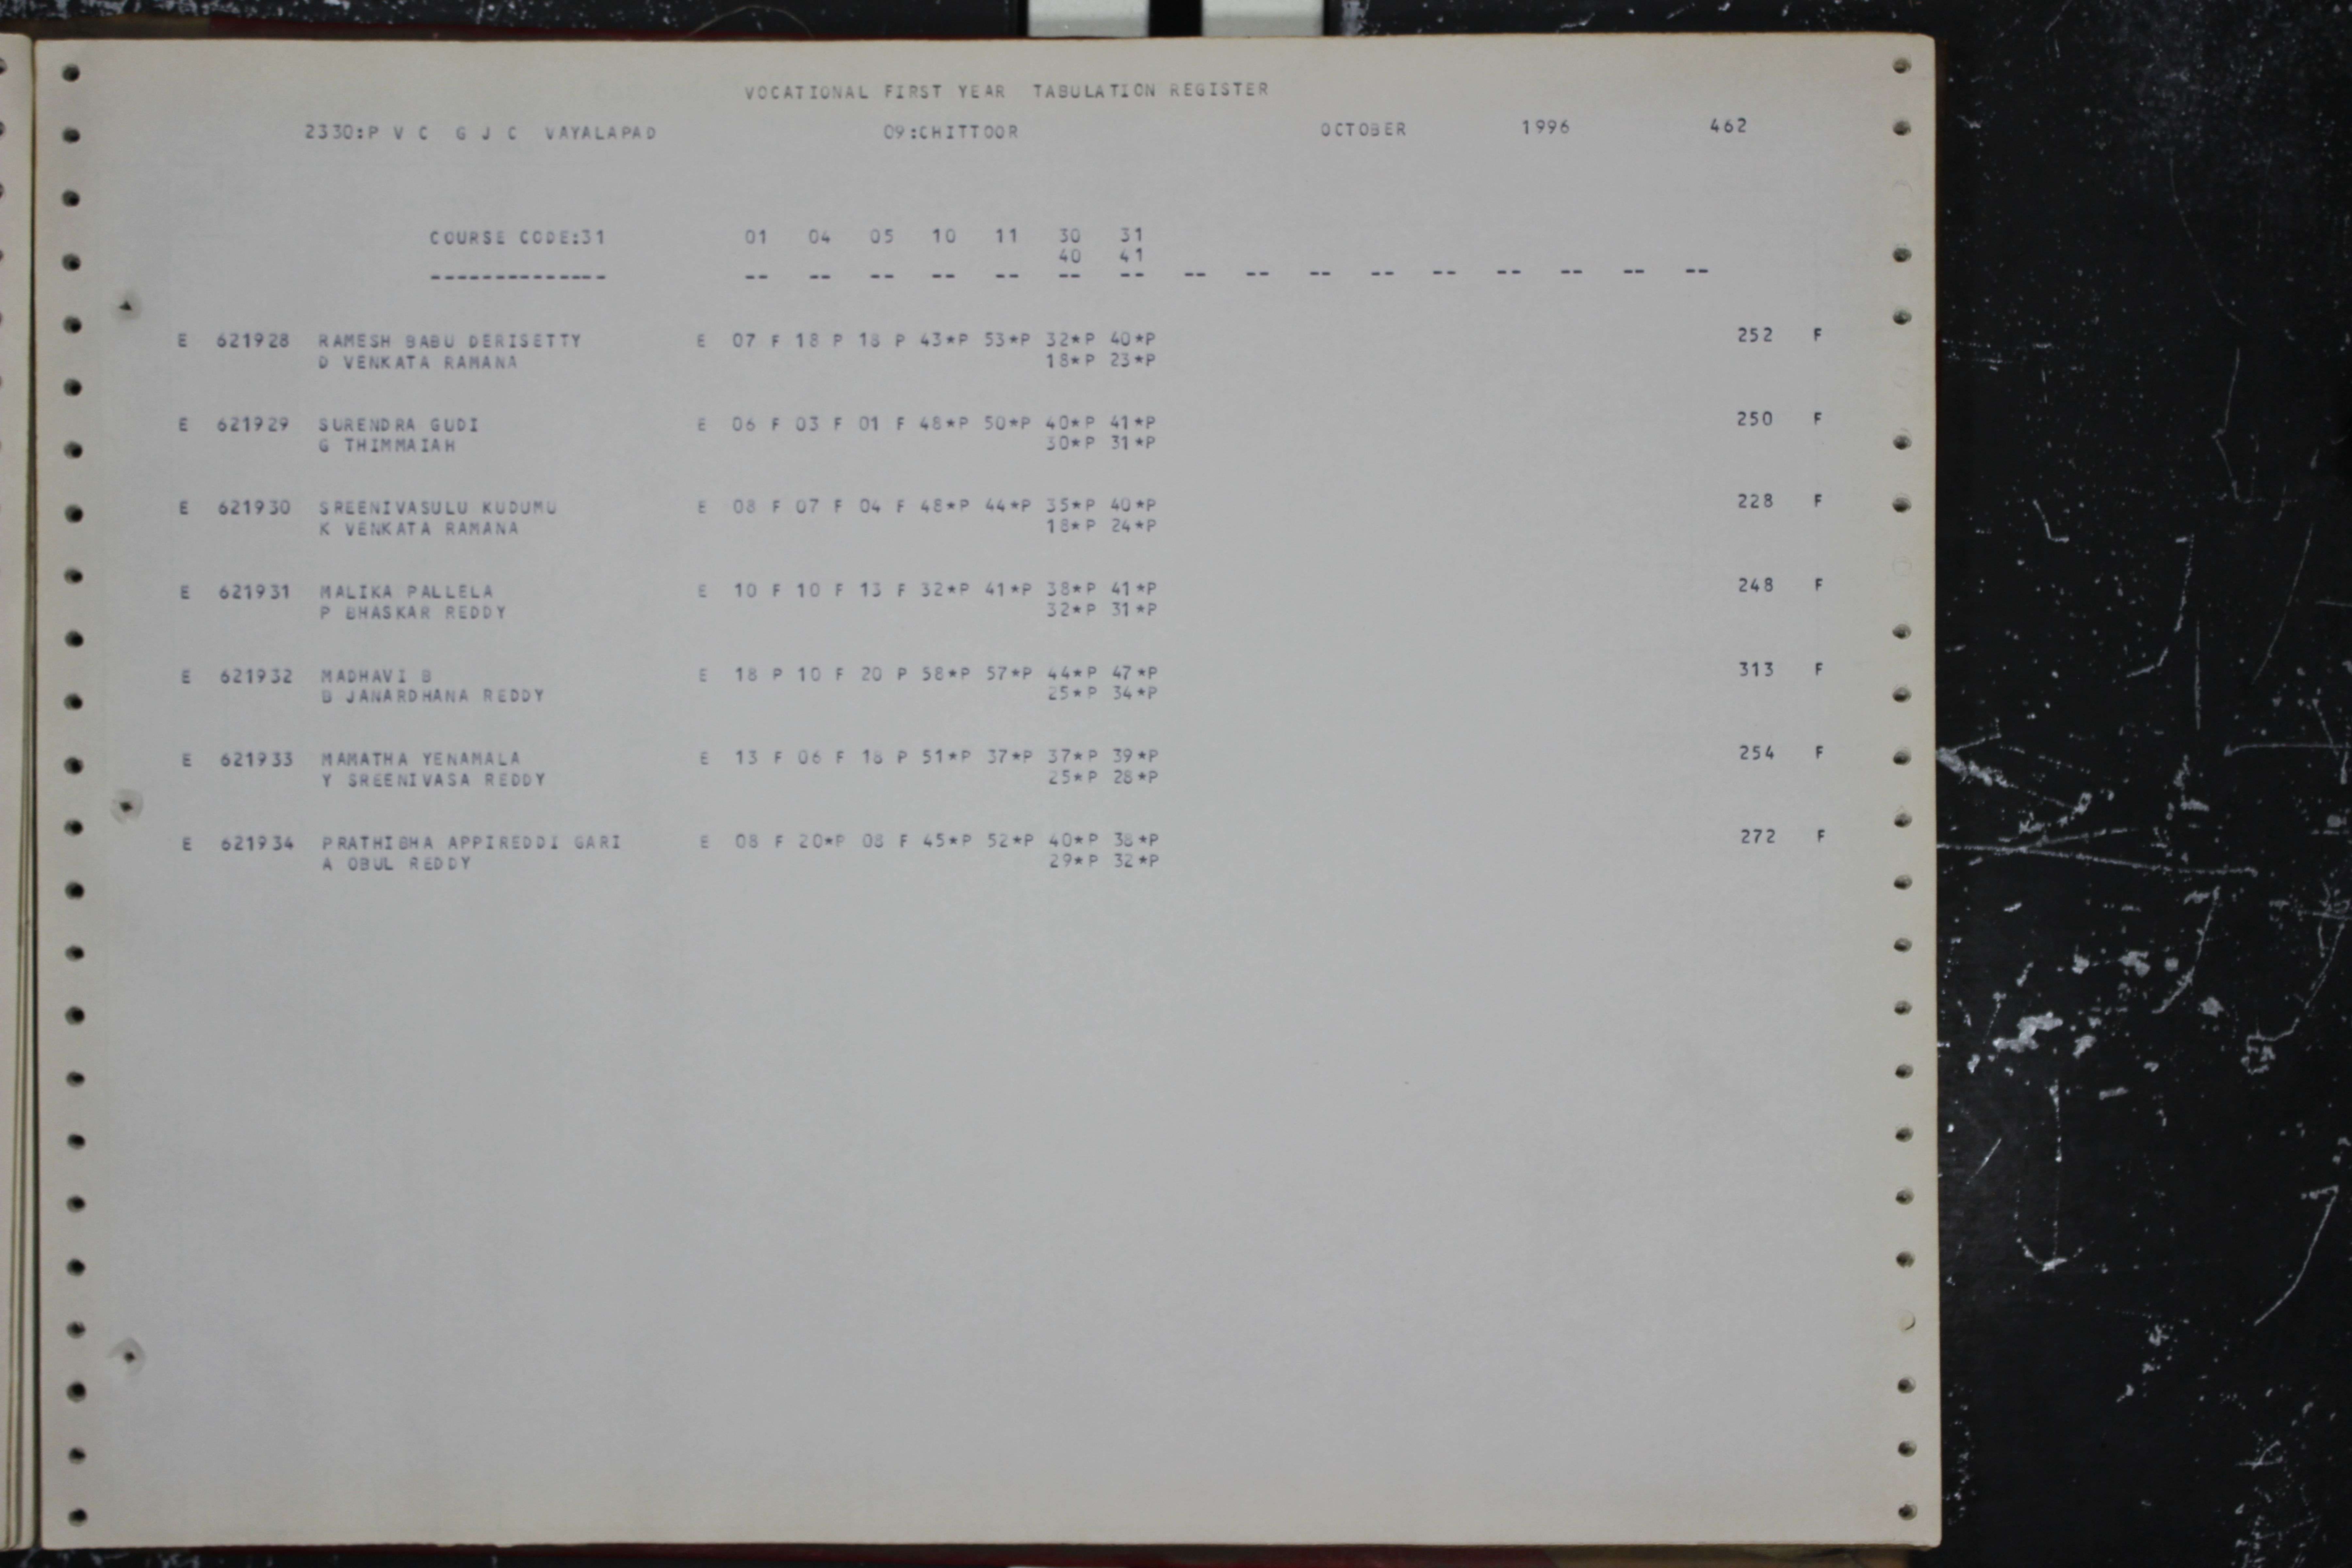 VOCATIONAL FIRST YEAR TABULATION REGISTER
2330:P V C G J C VAYALAPAD 09:CHITTOOR OCTOBER 1996 462
COURSE CODE:31 01 04 05 10 11 30 31
40 41
-------------- -- -- -- -- -- -- -- -- -- -- -- -- -- -- -- --
E 621928 RAMESH BABU DERISETTY E 07 F 18 P 18 P 43*P 53*P 32*P 40*P 252 F
D VENKATA RAMANA 18*P 23*P
E 621929 SURENDRA GUDI E 06 F 03 F 01 F 48*P 50*P 40*P 41*P 250 F
G THIMMAIAH 30*P 31*P
E 621930 SREENIVASULU KUDUMU E 08 F 07 F 04 F 48*P 44*P 35*P 40*P 228 F
K VENKATA RAMANA 18*P 24*P
E 621931 MALIKA PALLELA E 10 F 10 F 13 F 32*P 41*P 38*P 41*P 248 F
P BHASKAR REDDY 32*P 31*P
E 621932 MADHAVI B E 18 P 10 F 20 P 58*P 57*P 44*P 47*P 313 F
B JANARDHANA REDDY 25*P 34*P
E 621933 MAMATHA YENAMALA E 13 F 06 F 18 P 51*P 37*P 37*P 39*P 254 F
Y SREENIVASA REDDY 25*P 28*P
E 621934 PRATHIBHA APPIREDDI GARI E 08 F 20*P 08 F 45*P 52*P 40*P 38*P 272 F
A OBUL REDDY 29*P 32*P